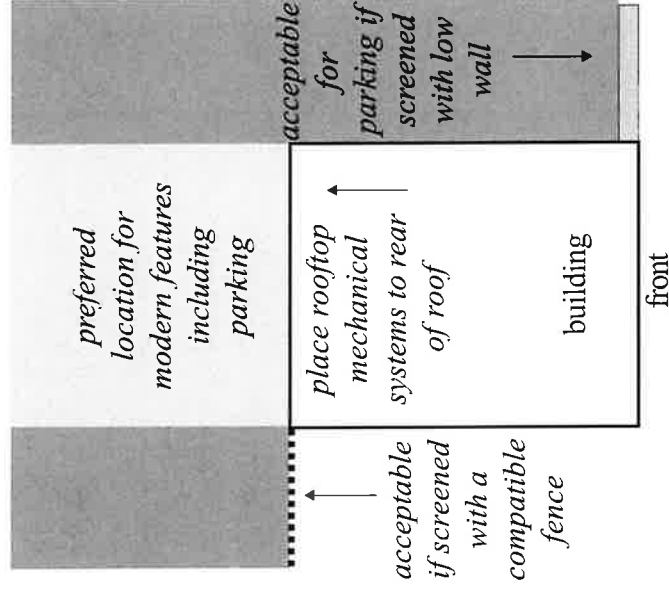 preferred
location for
modern features
including
parking
acceptable
for
parking if
screened
with low
wall
place rooftop
mechanical
systems to rear
of roof
acceptable
if screened
with a
compatible
fence
building
front